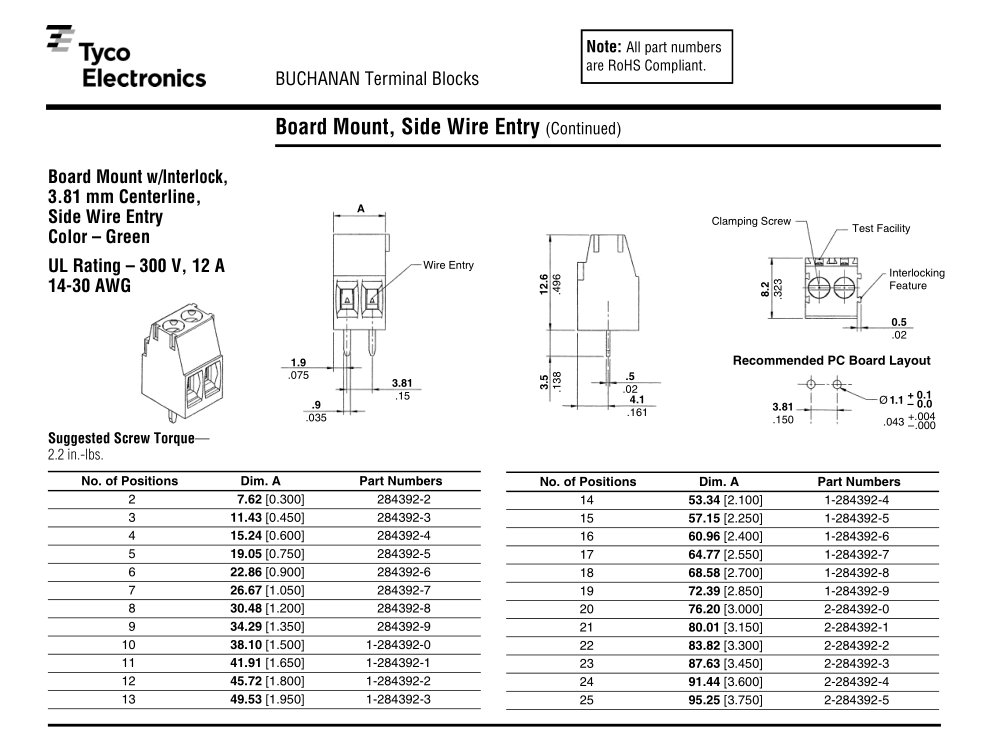 Tyco
Electronics
BUCHANAN Terminal Blocks
Note: All part numbers
are RoHS Compliant.
Board Mount, Side Wire Entry (Continued)
Board Mount w/Interlock,
3.81 mm Centerline,
Side Wire Entry
Color – Green
UL Rating – 300 V, 12 A
14-30 AWG
Suggested Screw Torque—
2.2 in.-lbs.
A
Wire Entry
1.9
.075
3.81
.15
.9
.035
12.6
.496
3.5
.138
.5
.02
4.1
.161
Clamping Screw
Test Facility
8.2
.323
Interlocking
Feature
0.5
.02
Recommended PC Board Layout
3.81
.150
Ø 1.1 + 0.1
– 0.0
.043 +.004
–.000
No. of Positions Dim. A Part Numbers
2 7.62 [0.300] 284392-2
3 11.43 [0.450] 284392-3
4 15.24 [0.600] 284392-4
5 19.05 [0.750] 284392-5
6 22.86 [0.900] 284392-6
7 26.67 [1.050] 284392-7
8 30.48 [1.200] 284392-8
9 34.29 [1.350] 284392-9
10 38.10 [1.500] 1-284392-0
11 41.91 [1.650] 1-284392-1
12 45.72 [1.800] 1-284392-2
13 49.53 [1.950] 1-284392-3
No. of Positions Dim. A Part Numbers
14 53.34 [2.100] 1-284392-4
15 57.15 [2.250] 1-284392-5
16 60.96 [2.400] 1-284392-6
17 64.77 [2.550] 1-284392-7
18 68.58 [2.700] 1-284392-8
19 72.39 [2.850] 1-284392-9
20 76.20 [3.000] 2-284392-0
21 80.01 [3.150] 2-284392-1
22 83.82 [3.300] 2-284392-2
23 87.63 [3.450] 2-284392-3
24 91.44 [3.600] 2-284392-4
25 95.25 [3.750] 2-284392-5